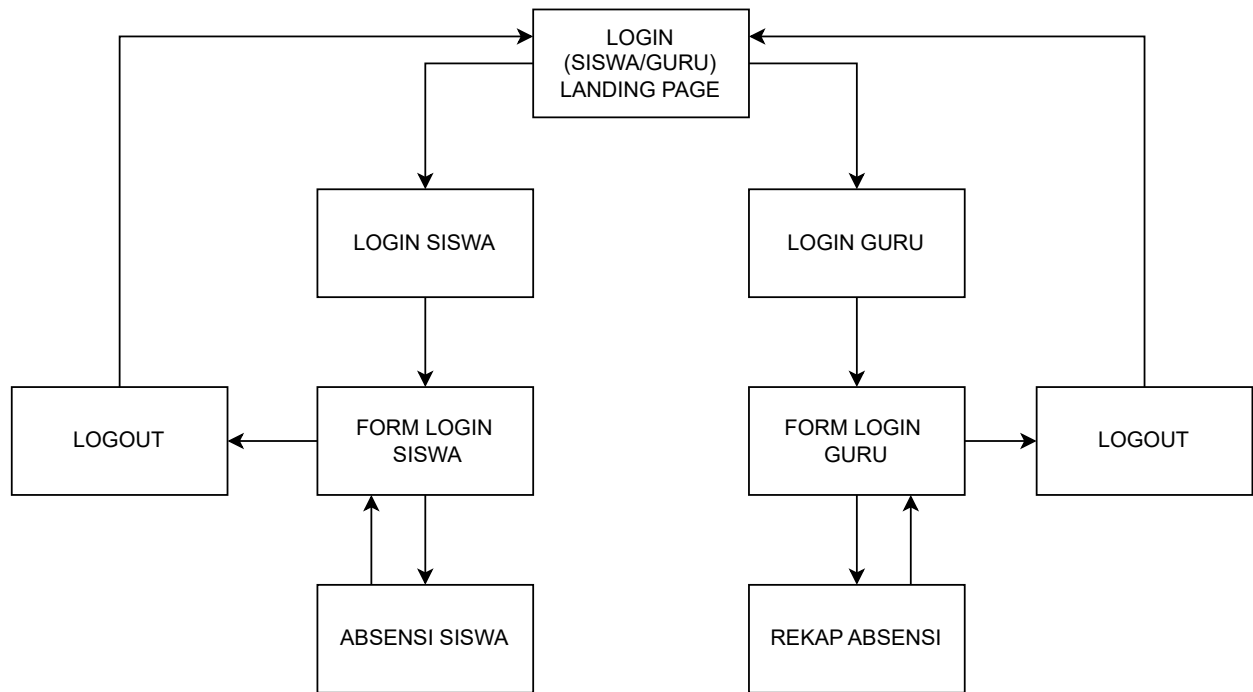 LOGIN
(SISWA/GURU)
LANDING PAGE
LOGIN SISWA
LOGIN GURU
LOGOUT
FORM LOGIN
SISWA
FORM LOGIN
GURU
LOGOUT
ABSENSI SISWA
REKAP ABSENSI